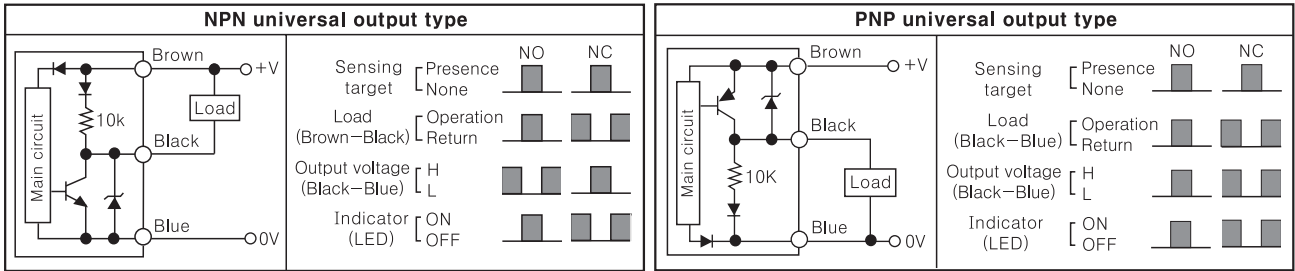 NPN universal output type
Brown
+V
Load
10k
Black
Main circuit
Blue
0V
NO NC
Sensing target Presence None
Load (Brown-Black) Operation Return
Output voltage (Black-Blue) H L
Indicator (LED) ON OFF
PNP universal output type
Brown
+V
Black
Main circuit
10K
Load
Blue
0V
NO NC
Sensing target Presence None
Load (Black-Blue) Operation Return
Output voltage (Black-Blue) H L
Indicator (LED) ON OFF